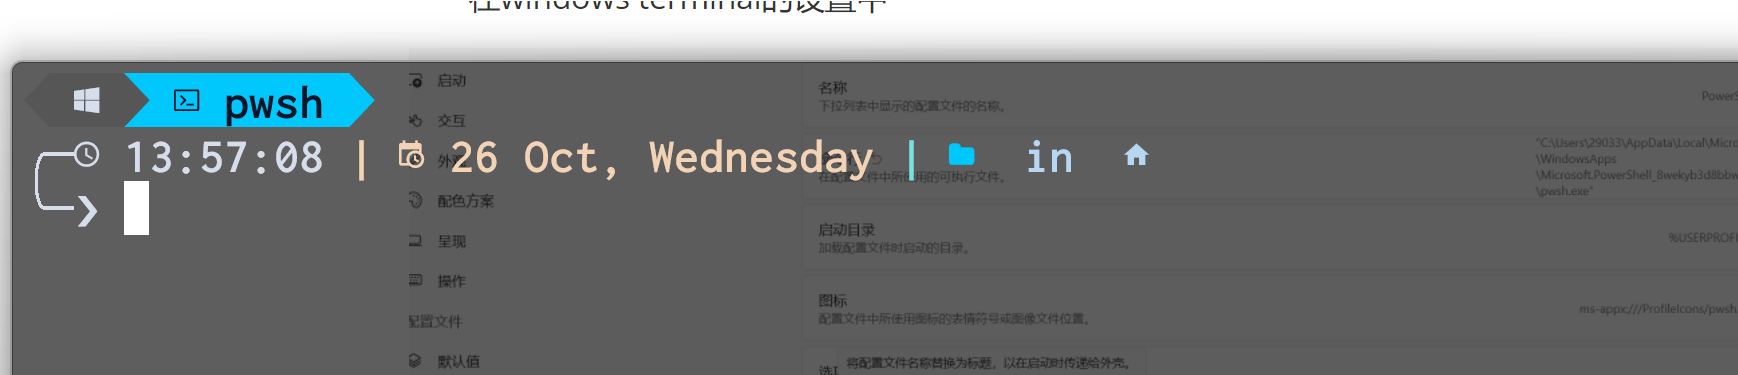 在Windows terminal的设置中
pwsh
13:57:08 | 26 Oct, Wednesday | in
启动
交互
外观
配色方案
呈现
操作
配置文件
默认值
名称
下拉列表中显示的配置文件的名称。
PowerS
在配置文件中所使用的可执行文件。
"C:\Users\29033\AppData\Local\Micro
\WindowsApps
\Microsoft.PowerShell_8wekyb3d8bbw
\pwsh.exe"
启动目录
加载配置文件时启动的目录。
%USERPROFI
图标
配置文件中所使用图标的表情符号或图像文件位置。
ms-appx:///ProfileIcons/pwsh.
将配置文件名称替换为标题，以在启动时传递给外壳。